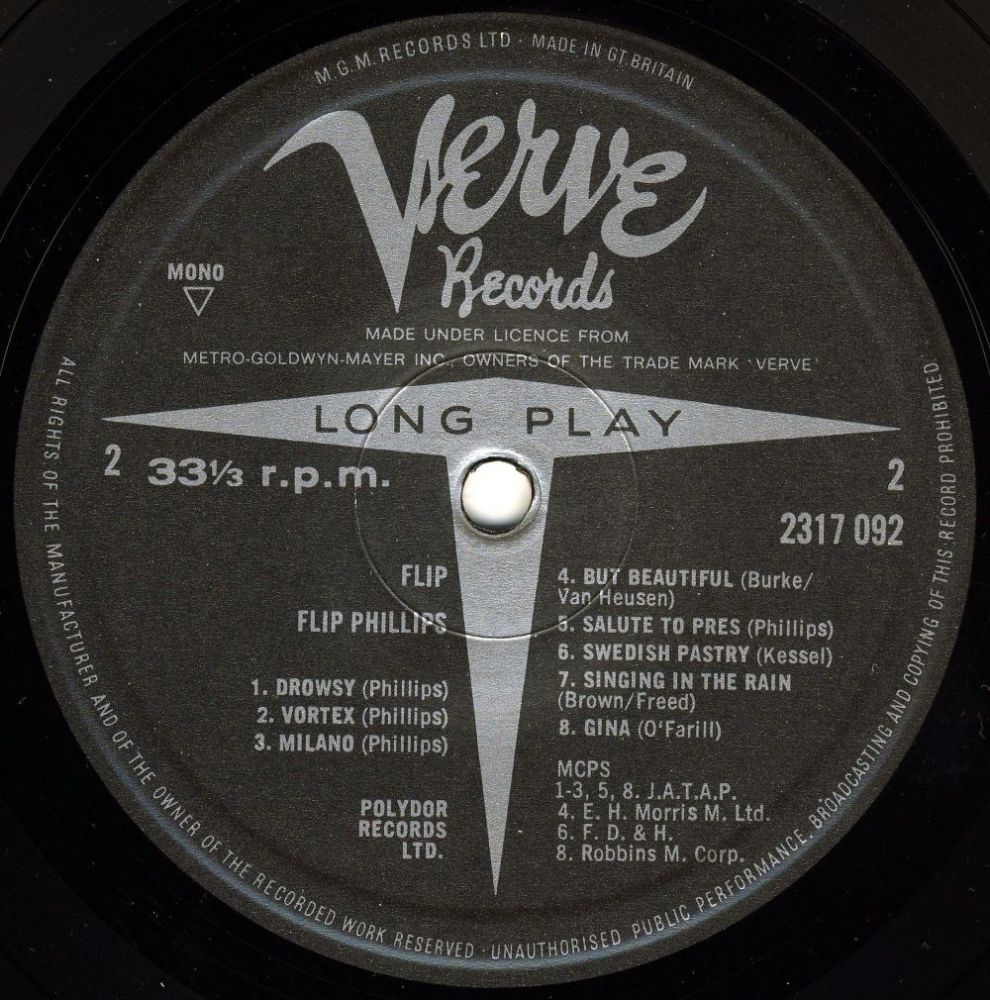 M.G.M. RECORDS LTD · MADE IN GT. BRITAIN
Verve
Records
MONO
MADE UNDER LICENCE FROM
METRO-GOLDWYN-MAYER INC., OWNERS OF THE TRADE MARK 'VERVE'
LONG PLAY
2 33⅓ r.p.m.
2
2317 092
FLIP
FLIP PHILLIPS
1. DROWSY (Phillips)
2. VORTEX (Phillips)
3. MILANO (Phillips)
POLYDOR
RECORDS
LTD.
4. BUT BEAUTIFUL (Burke/
Van Heusen)
5. SALUTE TO PRES (Phillips)
6. SWEDISH PASTRY (Kessel)
7. SINGING IN THE RAIN
(Brown/Freed)
8. GINA (O'Farill)
MCPS
1-3, 5, 8. J.A.T.A.P.
4. E. H. Morris M. Ltd.
6. F. D. & H.
8. Robbins M. Corp.
ALL RIGHTS OF THE MANUFACTURER AND OF THE OWNER OF THE RECORDED WORK RESERVED · UNAUTHORISED PUBLIC PERFORMANCE, BROADCASTING AND COPYING OF THIS RECORD PROHIBITED